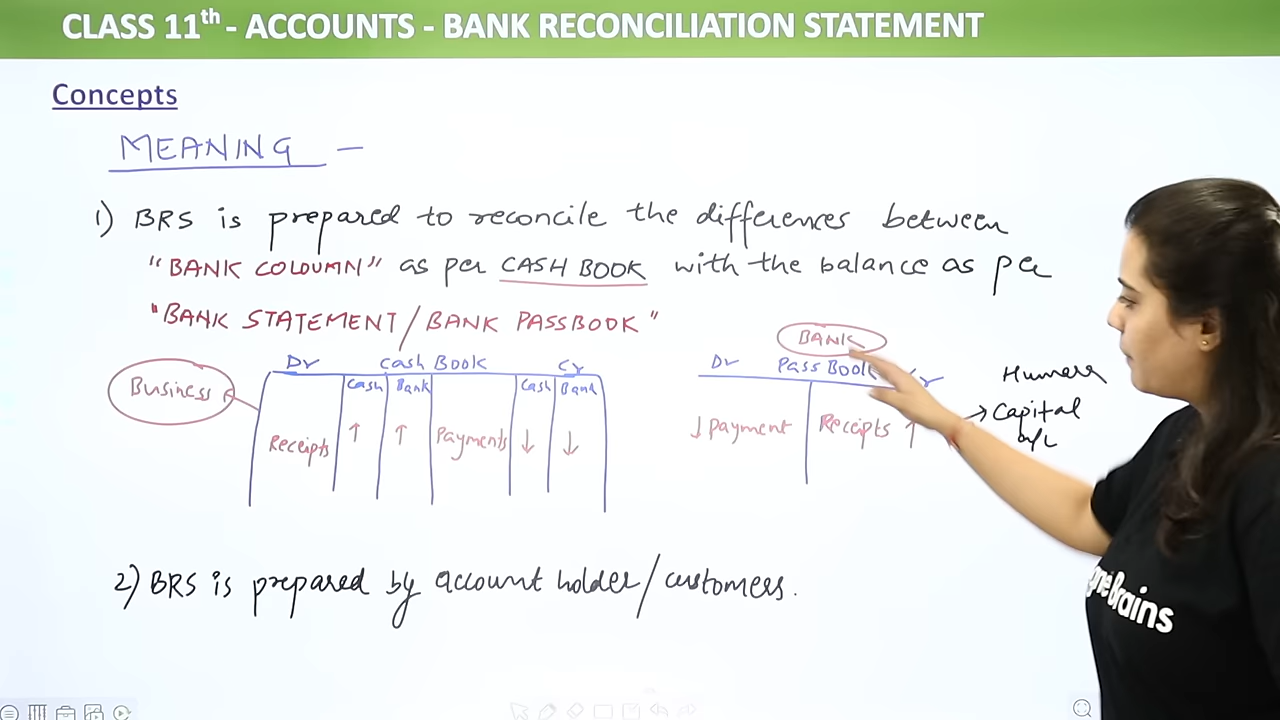 CLASS 11th - ACCOUNTS - BANK RECONCILIATION STATEMENT
Concepts
MEANING -
1) BRS is prepared to reconcile the differences between
"BANK COLOUMN" as per CASH BOOK with the balance as per
"BANK STATEMENT / BANK PASSBOOK"
Business
Dr Cash Book Cr
Cash Bank Cash Bank
Receipts ↑ ↑ Payments ↓ ↓
BANK
Dr Pass Book Cr
↓ Payment Receipts ↑
→ Capital
a/c
2) BRS is prepared by account holder/customers.
Brains